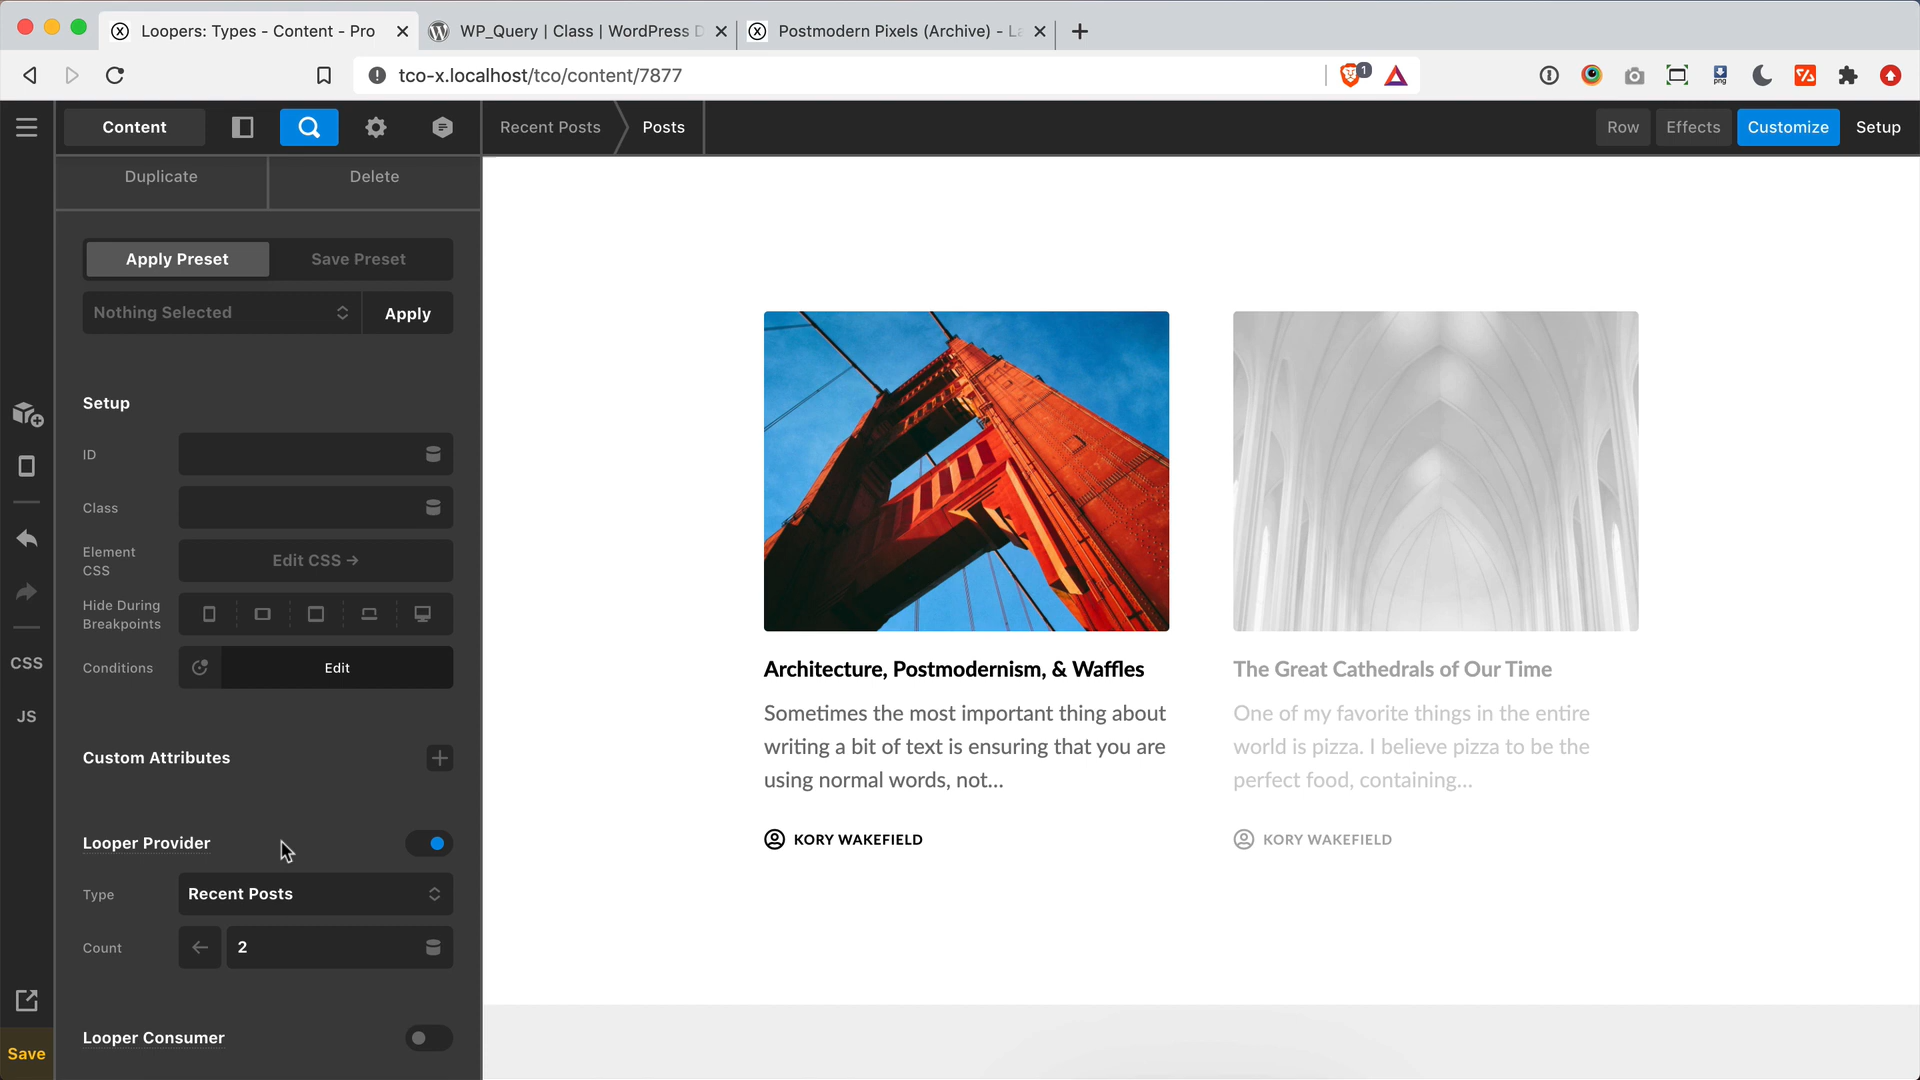 Loopers: Types - Content - Pro
WP_Query | Class | WordPress D
Postmodern Pixels (Archive) - La
tco-x.localhost/tco/content/7877
1
png
Content
Recent Posts
Posts
Row
Effects
Customize
Setup
Duplicate
Delete
Apply Preset
Save Preset
Nothing Selected
Apply
Setup
ID
Class
Element
CSS
Edit CSS →
Hide During
Breakpoints
Conditions
Edit
CSS
JS
Custom Attributes
Looper Provider
Type
Recent Posts
Count
2
Looper Consumer
Save
Architecture, Postmodernism, & Waffles
Sometimes the most important thing about
writing a bit of text is ensuring that you are
using normal words, not...
KORY WAKEFIELD
The Great Cathedrals of Our Time
One of my favorite things in the entire
world is pizza. I believe pizza to be the
perfect food, containing...
KORY WAKEFIELD